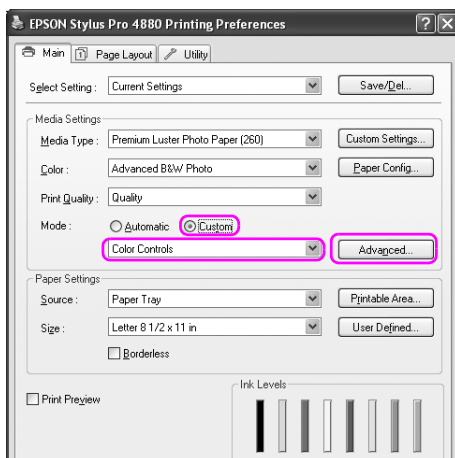 EPSON Stylus Pro 4880 Printing Preferences
Main Page Layout Utility
Select Setting : Current Settings Save/Del...
Media Settings
Media Type : Premium Luster Photo Paper (260) Custom Settings...
Color : Advanced B&W Photo Paper Config...
Print Quality : Quality
Mode : Automatic Custom
Color Controls Advanced...
Paper Settings
Source : Paper Tray Printable Area...
Size : Letter 8 1/2 x 11 in User Defined...
Borderless
Print Preview
Ink Levels